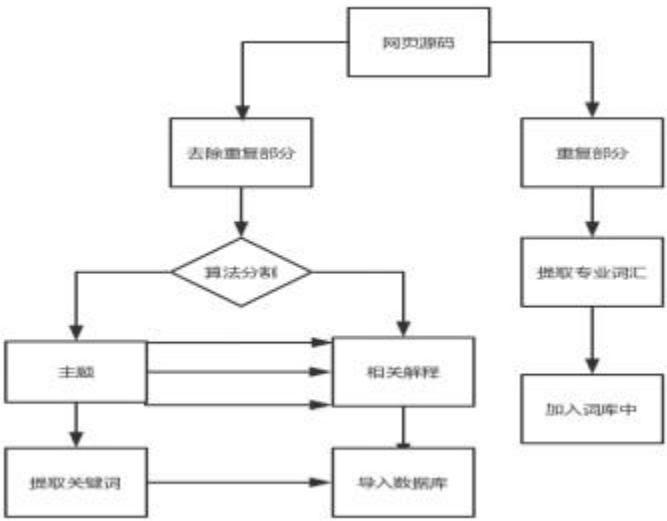 网页源码
去除重复部分
重复部分
算法分割
提取专业词汇
主题
相关解程
加入词库中
提取关键词
导入数据库